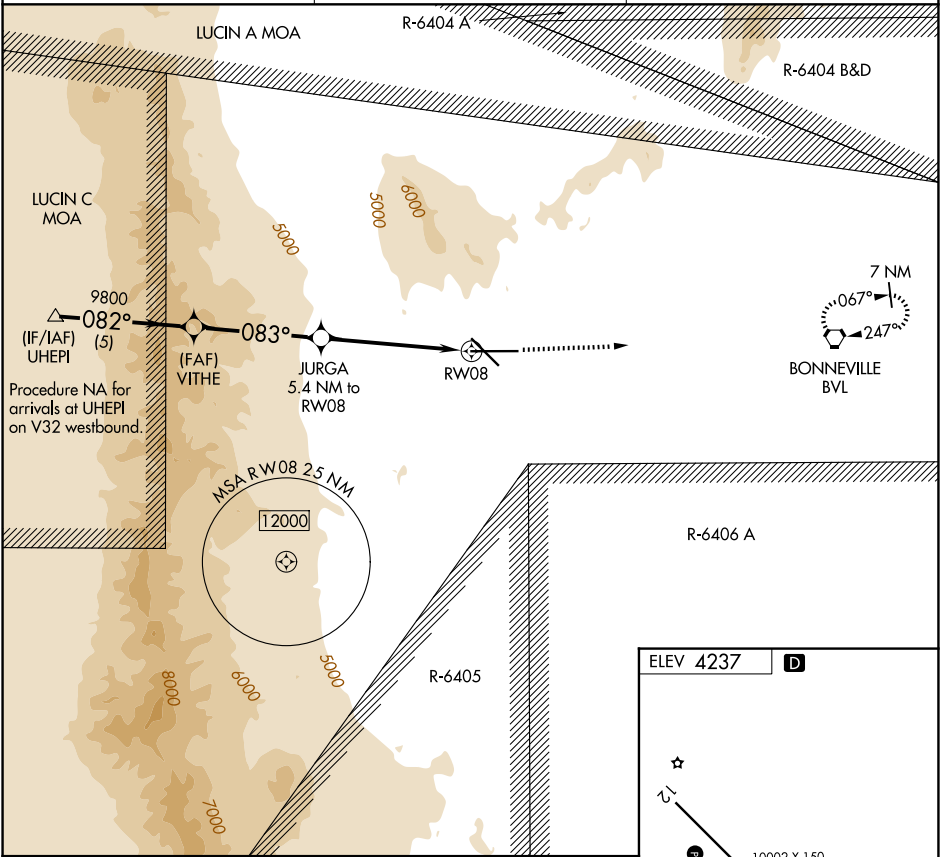 LUCIN A MOA
R-6404 A
R-6404 B&D
LUCIN C
MOA
5000
6000
5000
7 NM
067°
247°
BONNEVILLE
BVL
9800
082°
(5)
(IF/IAF)
UHEPI
(FAF)
VITHE
083°
JURGA
5.4 NM to
RW08
RW08
Procedure NA for
arrivals at UHEPI
on V32 westbound.
MSA RW08 25 NM
12000
R-6406 A
R-6405
8000
6000
5000
7000
ELEV 4237
D
12
P
10002 X 150